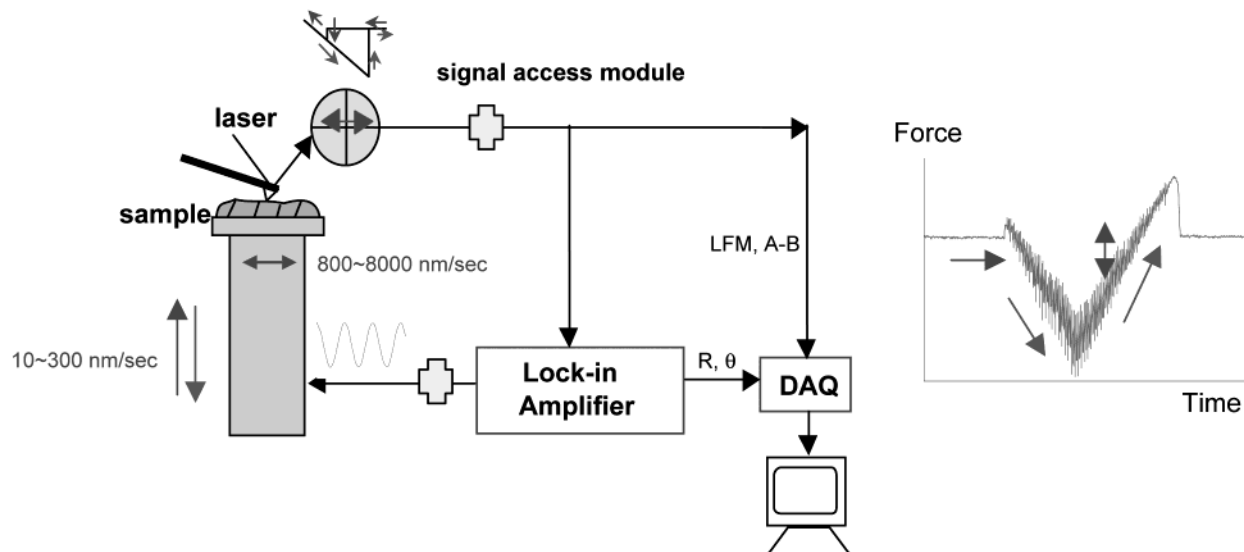 signal access module
laser
sample
800~8000 nm/sec
10~300 nm/sec
LFM, A-B
Lock-in
Amplifier
R, θ
DAQ
Force
Time